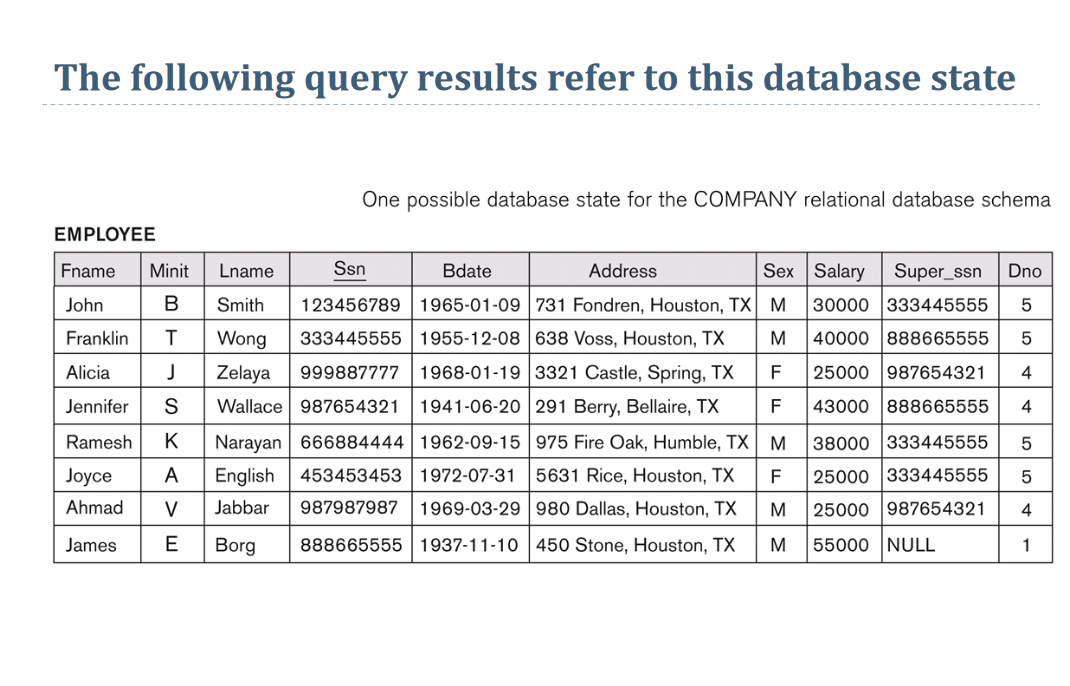 The following query results refer to this database state
One possible database state for the COMPANY relational database schema
EMPLOYEE
Fname Minit Lname Ssn Bdate Address Sex Salary Super_ssn Dno
John B Smith 123456789 1965-01-09 731 Fondren, Houston, TX M 30000 333445555 5
Franklin T Wong 333445555 1955-12-08 638 Voss, Houston, TX M 40000 888665555 5
Alicia J Zelaya 999887777 1968-01-19 3321 Castle, Spring, TX F 25000 987654321 4
Jennifer S Wallace 987654321 1941-06-20 291 Berry, Bellaire, TX F 43000 888665555 4
Ramesh K Narayan 666884444 1962-09-15 975 Fire Oak, Humble, TX M 38000 333445555 5
Joyce A English 453453453 1972-07-31 5631 Rice, Houston, TX F 25000 333445555 5
Ahmad V Jabbar 987987987 1969-03-29 980 Dallas, Houston, TX M 25000 987654321 4
James E Borg 888665555 1937-11-10 450 Stone, Houston, TX M 55000 NULL 1